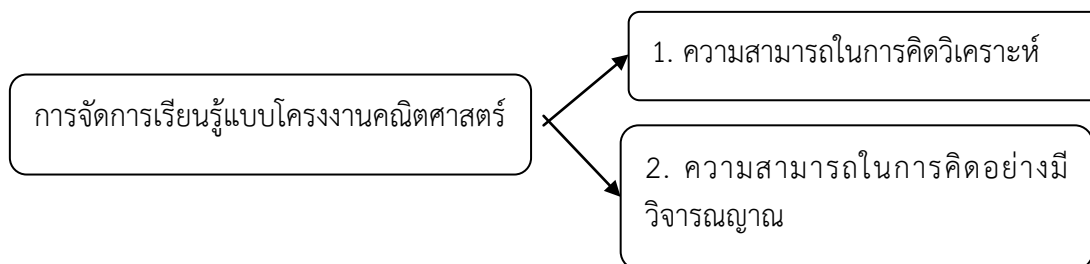 1. ความสามารถในการคิดวิเคราะห์
การจัดการเรียนรู้แบบโครงงานคณิตศาสตร์
2. ความสามารถในการคิดอย่างมี
วิจารณญาณ